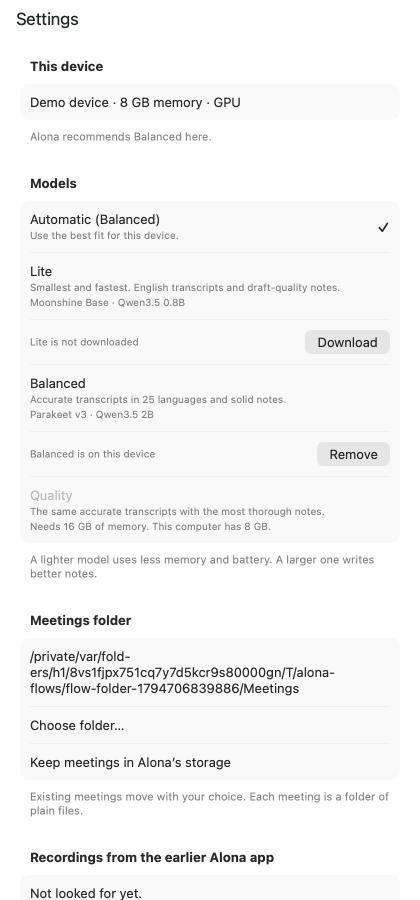 Settings
This device
Demo device · 8 GB memory · GPU
Alona recommends Balanced here.
Models
Automatic (Balanced)
Use the best fit for this device.
Lite
Smallest and fastest. English transcripts and draft-quality notes.
Moonshine Base · Qwen3.5 0.8B
Lite is not downloaded
Download
Balanced
Accurate transcripts in 25 languages and solid notes.
Parakeet v3 · Qwen3.5 2B
Balanced is on this device
Remove
Quality
The same accurate transcripts with the most thorough notes.
Needs 16 GB of memory. This computer has 8 GB.
A lighter model uses less memory and battery. A larger one writes
better notes.
Meetings folder
/private/var/fold-
ers/h1/8vs1fjpx751cq7y7d5kcr9s80000gn/T/alona-
flows/flow-folder-1794706839886/Meetings
Choose folder...
Keep meetings in Alona's storage
Existing meetings move with your choice. Each meeting is a folder of
plain files.
Recordings from the earlier Alona app
Not looked for yet.